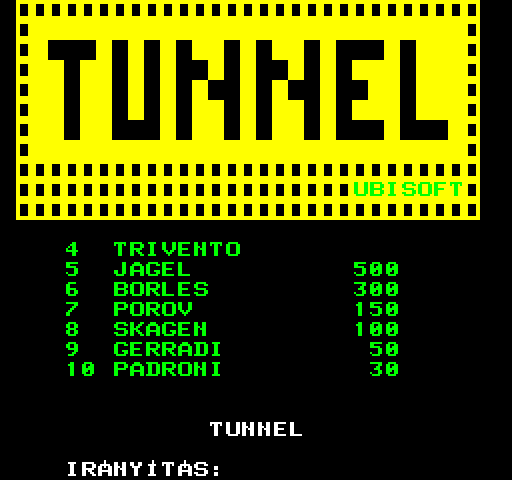 TUNNEL
UBISOFT
4 TRIVENTO
5 JAGEL 500
6 BORLES 300
7 POROV 150
8 SKAGEN 100
9 GERRADI 50
10 PADRONI 30
TUNNEL
IRÁNYÍTÁS: